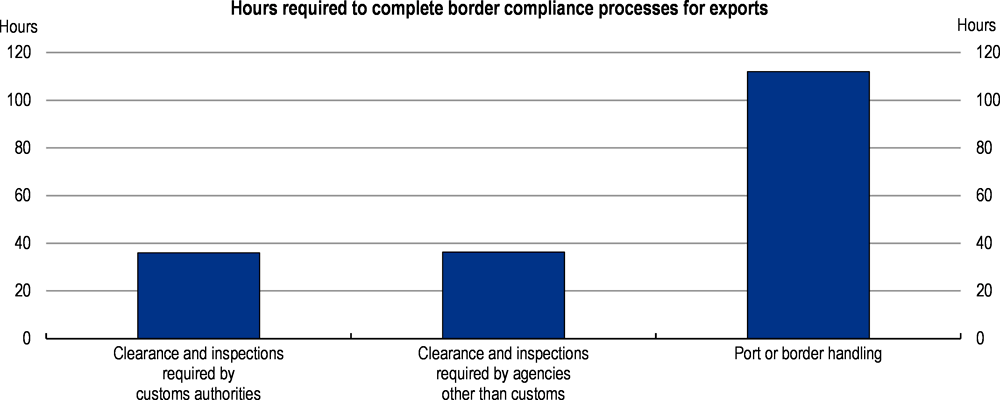 Hours required to complete border compliance processes for exports
Hours Hours
120 120
100 100
80 80
60 60
40 40
20 20
0 0
Clearance and inspections
required by
customs authorities
Clearance and inspections
required by agencies
other than customs
Port or border handling